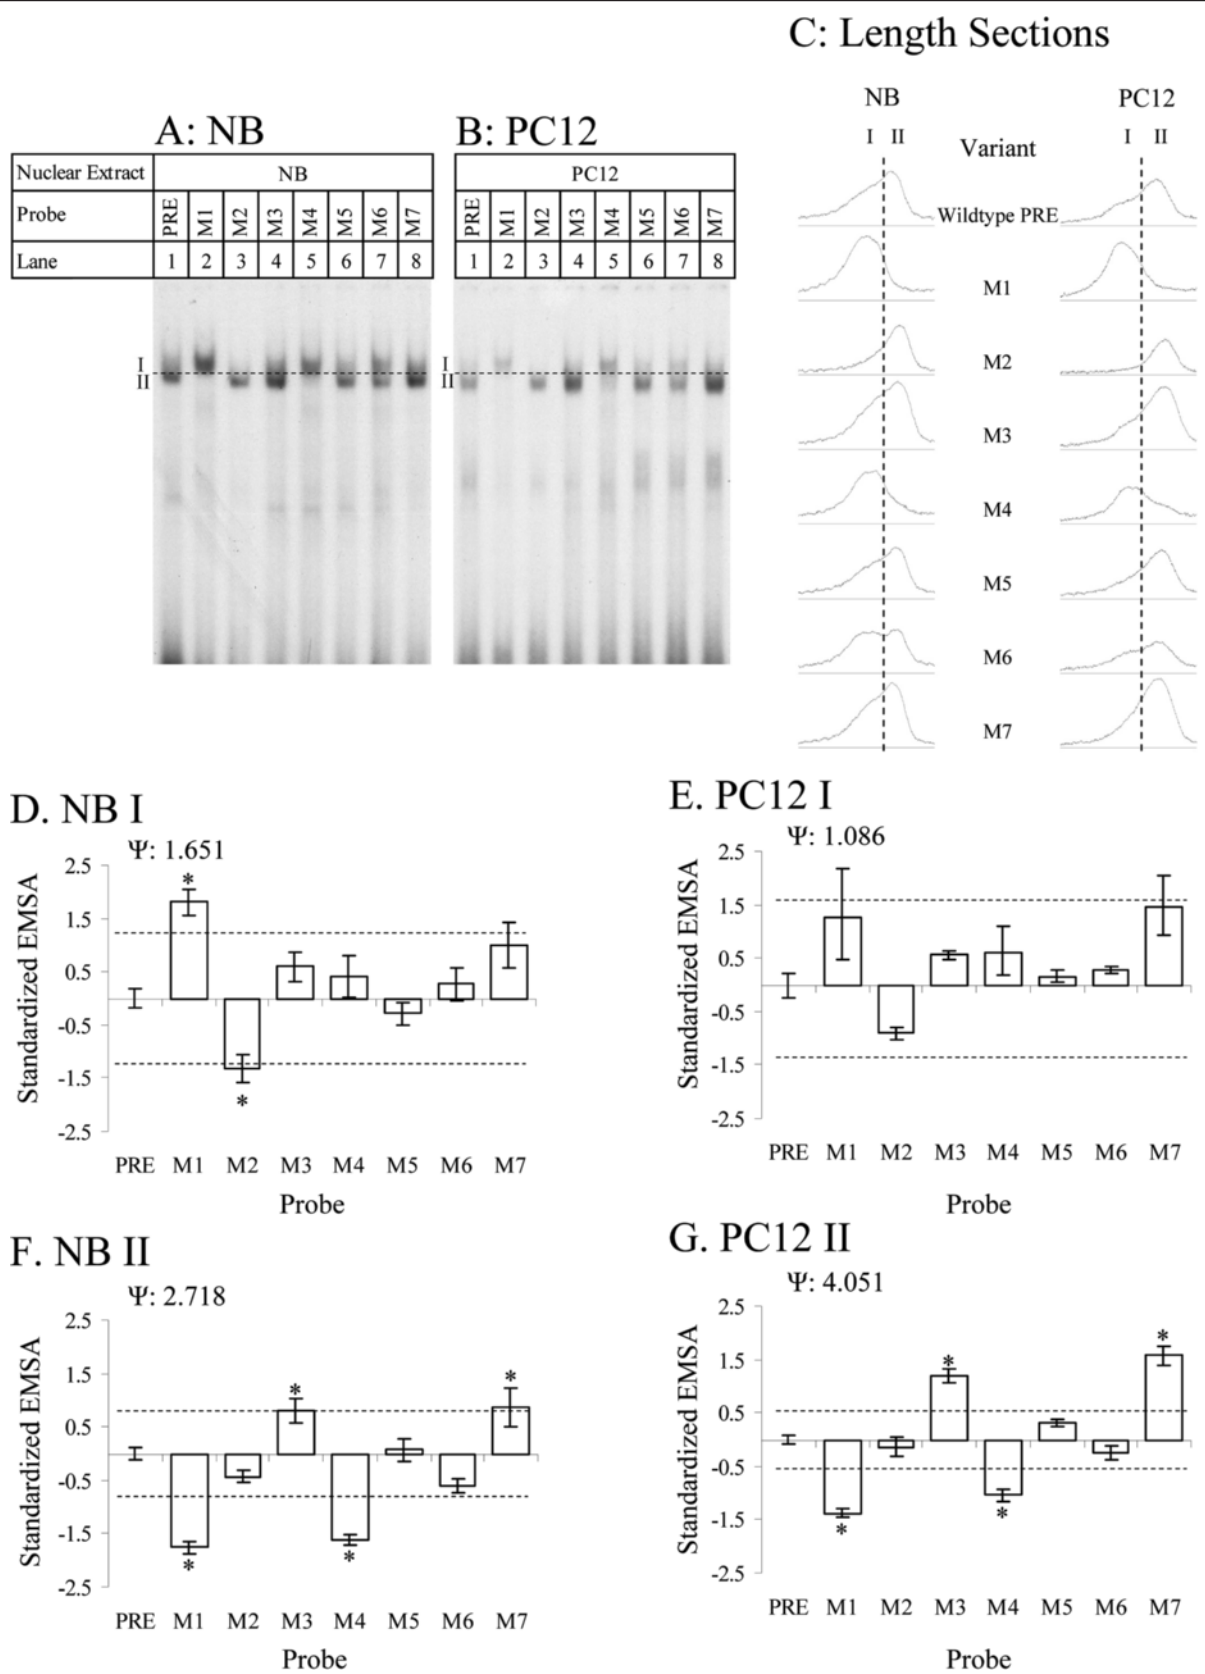 C: Length Sections
NB PC12
I II Variant I II
Wildtype PRE
M1
M2
M3
M4
M5
M6
M7
A: NB B: PC12
Nuclear Extract NB PC12
Probe PRE M1 M2 M3 M4 M5 M6 M7 PRE M1 M2 M3 M4 M5 M6 M7
Lane 1 2 3 4 5 6 7 8 1 2 3 4 5 6 7 8
I I
II II
D. NB I
Ψ: 1.651
Standardized EMSA
2.5
1.5
0.5
-0.5
-1.5
-2.5
* *
PRE M1 M2 M3 M4 M5 M6 M7
Probe
E. PC12 I
Ψ: 1.086
Standardized EMSA
2.5
1.5
0.5
-0.5
-1.5
-2.5
PRE M1 M2 M3 M4 M5 M6 M7
Probe
F. NB II
Ψ: 2.718
Standardized EMSA
2.5
1.5
0.5
-0.5
-1.5
-2.5
* * * *
PRE M1 M2 M3 M4 M5 M6 M7
Probe
G. PC12 II
Ψ: 4.051
Standardized EMSA
2.5
1.5
0.5
-0.5
-1.5
-2.5
* * * *
PRE M1 M2 M3 M4 M5 M6 M7
Probe